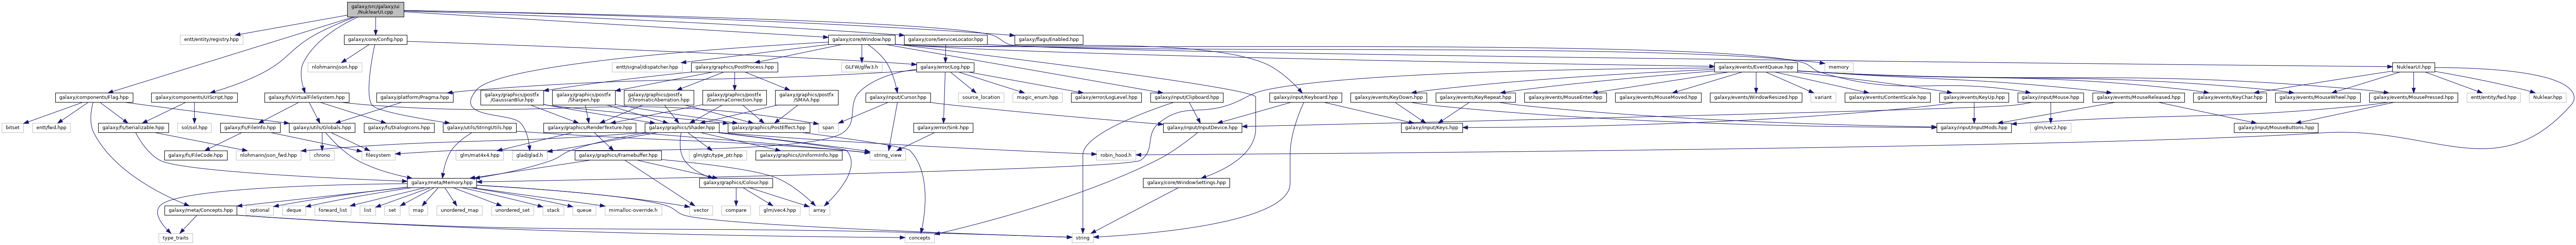 galaxy/src/galaxy/ui
/NuklearUI.cpp
entt/entity/registry.hpp
galaxy/core/Config.hpp
galaxy/core/Window.hpp
galaxy/core/ServiceLocator.hpp
galaxy/flags/Enabled.hpp
nlohmann/json.hpp
entt/signal/dispatcher.hpp
galaxy/graphics/PostProcess.hpp
GLFW/glfw3.h
galaxy/error/Log.hpp
galaxy/events/EventQueue.hpp
memory
NuklearUI.hpp
galaxy/components/Flag.hpp
galaxy/components/UIScript.hpp
galaxy/fs/VirtualFileSystem.hpp
galaxy/platform/Pragma.hpp
galaxy/graphics/postfx
/GaussianBlur.hpp
galaxy/graphics/postfx
/Sharpen.hpp
galaxy/graphics/postfx
/ChromaticAberration.hpp
galaxy/graphics/postfx
/GammaCorrection.hpp
galaxy/graphics/postfx
/SMAA.hpp
galaxy/input/Cursor.hpp
source_location
magic_enum.hpp
galaxy/error/LogLevel.hpp
galaxy/input/Clipboard.hpp
galaxy/input/Keyboard.hpp
galaxy/events/KeyDown.hpp
galaxy/events/KeyRepeat.hpp
galaxy/events/MouseEnter.hpp
galaxy/events/MouseMoved.hpp
galaxy/events/WindowResized.hpp
variant
galaxy/events/ContentScale.hpp
galaxy/events/KeyUp.hpp
galaxy/input/Mouse.hpp
galaxy/events/MouseReleased.hpp
galaxy/events/KeyChar.hpp
galaxy/events/MouseWheel.hpp
galaxy/events/MousePressed.hpp
entt/entity/fwd.hpp
Nuklear.hpp
bitset
entt/fwd.hpp
galaxy/fs/Serializable.hpp
sol/sol.hpp
galaxy/fs/FileInfo.hpp
galaxy/utils/Globals.hpp
galaxy/fs/DialogIcons.hpp
galaxy/utils/StringUtils.hpp
galaxy/graphics/RenderTexture.hpp
galaxy/graphics/Shader.hpp
galaxy/graphics/PostEffect.hpp
span
galaxy/error/Sink.hpp
galaxy/input/InputDevice.hpp
galaxy/input/Keys.hpp
galaxy/input/InputMods.hpp
glm/vec2.hpp
galaxy/input/MouseButtons.hpp
galaxy/fs/FileCode.hpp
nlohmann/json_fwd.hpp
chrono
filesystem
glm/mat4x4.hpp
glad/glad.h
galaxy/graphics/Framebuffer.hpp
glm/gtc/type_ptr.hpp
galaxy/graphics/UniformInfo.hpp
string_view
robin_hood.h
galaxy/meta/Memory.hpp
galaxy/graphics/Colour.hpp
galaxy/core/WindowSettings.hpp
galaxy/meta/Concepts.hpp
optional
deque
forward_list
list
set
map
unordered_map
unordered_set
stack
queue
mimalloc-override.h
vector
compare
glm/vec4.hpp
array
type_traits
concepts
string